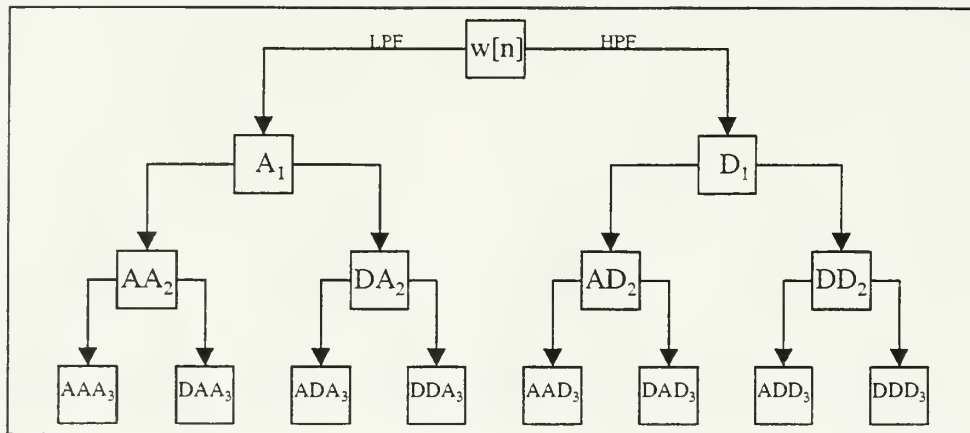 LPF w[n] HPF
A₁ D₁
AA₂ DA₂ AD₂ DD₂
AAA₃ DAA₃ ADA₃ DDA₃ AAD₃ DAD₃ ADD₃ DDD₃